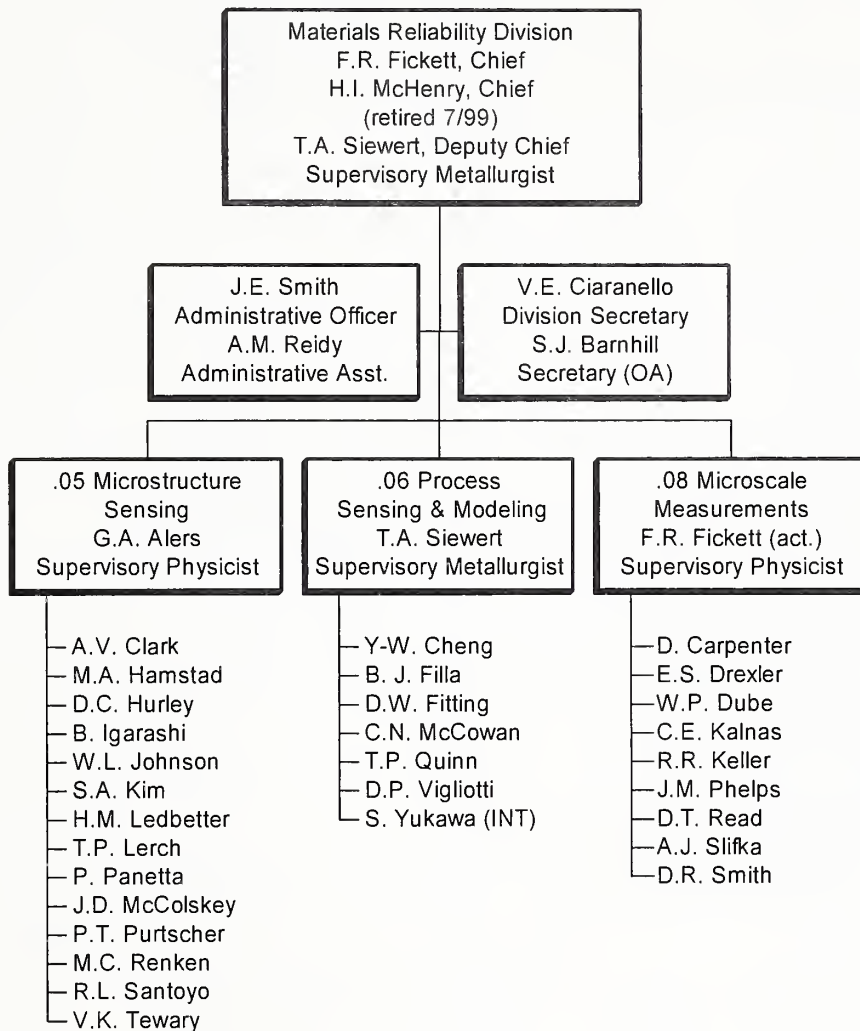 Materials Reliability Division
F.R. Fickett, Chief
H.I. McHenry, Chief
(retired 7/99)
T.A. Siewert, Deputy Chief
Supervisory Metallurgist
J.E. Smith
Administrative Officer
A.M. Reidy
Administrative Asst.
V.E. Ciaranello
Division Secretary
S.J. Barnhill
Secretary (OA)
.05 Microstructure
Sensing
G.A. Alers
Supervisory Physicist
A.V. Clark
M.A. Hamstad
D.C. Hurley
B. Igarashi
W.L. Johnson
S.A. Kim
H.M. Ledbetter
T.P. Lerch
P. Panetta
J.D. McColskey
P.T. Purtscher
M.C. Renken
R.L. Santoyo
V.K. Tewary
.06 Process
Sensing & Modeling
T.A. Siewert
Supervisory Metallurgist
Y-W. Cheng
B. J. Filla
D.W. Fitting
C.N. McCowan
T.P. Quinn
D.P. Vigliotti
S. Yukawa (INT)
.08 Microscale
Measurements
F.R. Fickett (act.)
Supervisory Physicist
D. Carpenter
E.S. Drexler
W.P. Dube
C.E. Kalnas
R.R. Keller
J.M. Phelps
D.T. Read
A.J. Slifka
D.R. Smith